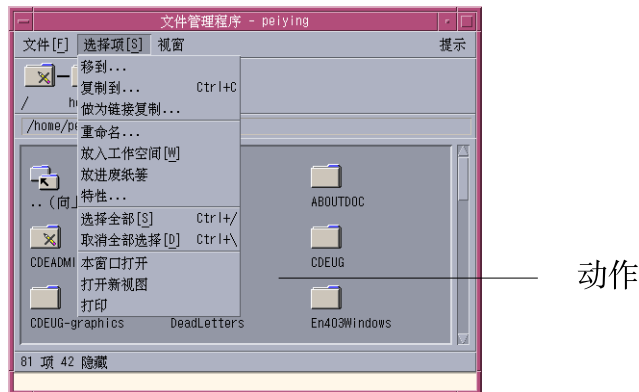 文件管理程序 - peiying
文件[F] 选择项[S] 视窗 提示
移到...
复制到... Ctrl+C
做为链接复制...
重命名...
放入工作空间[W]
放进废纸篓
特性...
选择全部[S] Ctrl+/
取消全部选择[D] Ctrl+\
本窗口打开
打开新视图
打印
/ h
/home/pe
..(向上
ABOUTDOC
CDEADMI
CDEUG
CDEUG-graphics DeadLetters En403Windows
动作
81 项 42 隐藏